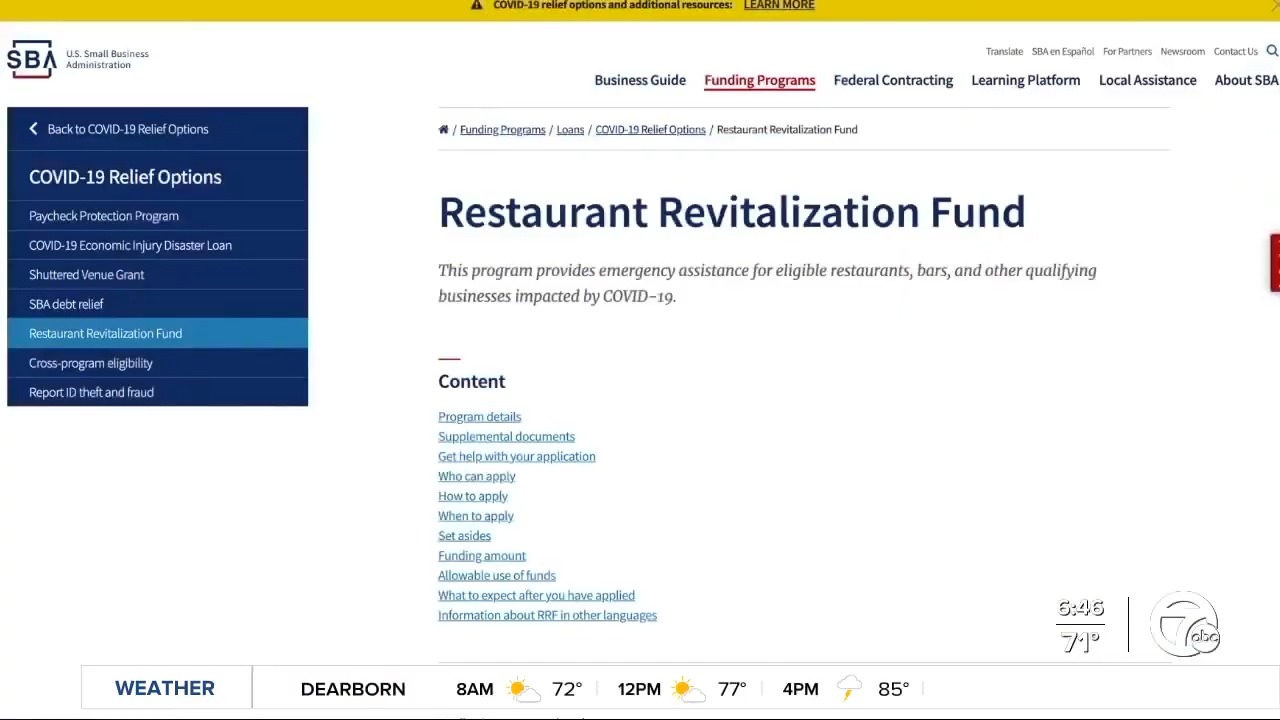 COVID-19 relief options and additional resources: LEARN MORE
SBA
U.S. Small Business
Administration
Translate SBA en Español For Partners Newsroom Contact Us
Business Guide Funding Programs Federal Contracting Learning Platform Local Assistance About SBA
Back to COVID-19 Relief Options
COVID-19 Relief Options
Paycheck Protection Program
COVID-19 Economic Injury Disaster Loan
Shuttered Venue Grant
SBA debt relief
Restaurant Revitalization Fund
Cross-program eligibility
Report ID theft and fraud
/ Funding Programs / Loans / COVID-19 Relief Options / Restaurant Revitalization Fund
Restaurant Revitalization Fund
This program provides emergency assistance for eligible restaurants, bars, and other qualifying
businesses impacted by COVID-19.
Content
Program details
Supplemental documents
Get help with your application
Who can apply
How to apply
When to apply
Set asides
Funding amount
Allowable use of funds
What to expect after you have applied
Information about RRF in other languages
6:46
71°
7 abc
WEATHER DEARBORN 8AM 72° 12PM 77° 4PM 85°